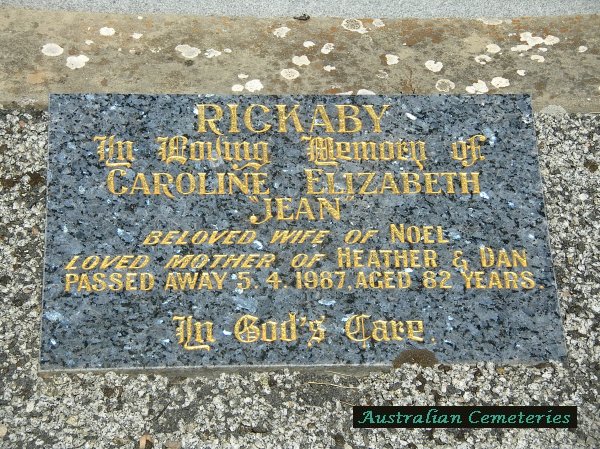 RICKABY
In Loving Memory of
CAROLINE ELIZABETH
"JEAN"
BELOVED WIFE OF NOEL
LOVED MOTHER OF HEATHER & DAN
PASSED AWAY 5.4.1987, AGED 82 YEARS.
In God's Care.
Australian Cemeteries